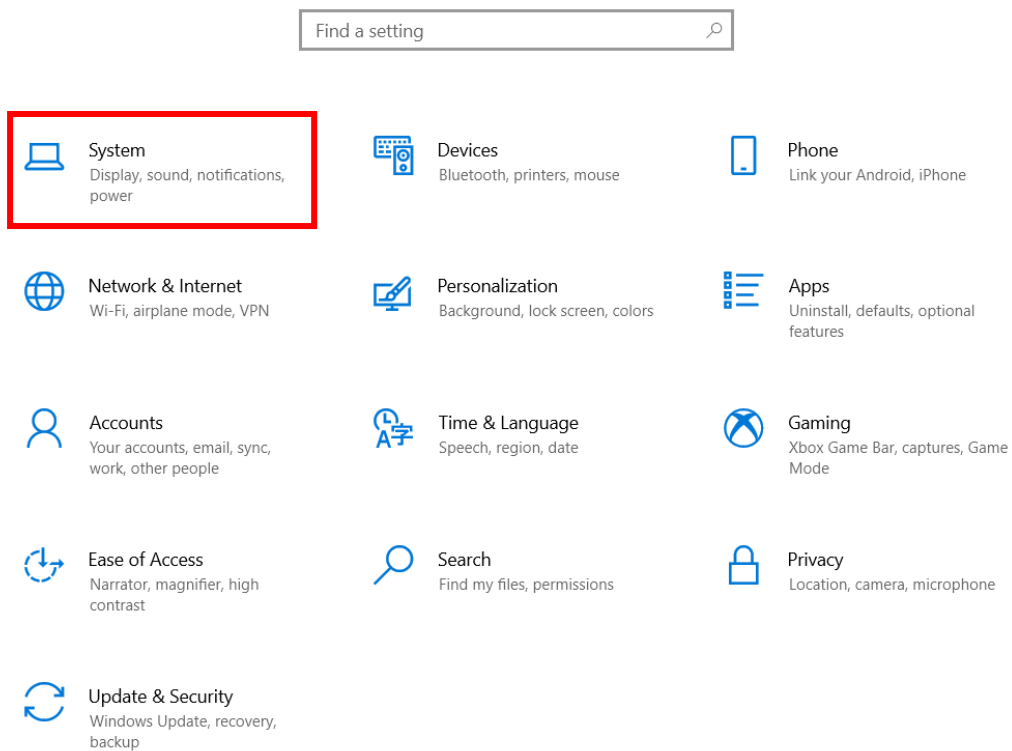 Find a setting
System
Display, sound, notifications,
power
Devices
Bluetooth, printers, mouse
Phone
Link your Android, iPhone
Network & Internet
Wi-Fi, airplane mode, VPN
Personalization
Background, lock screen, colors
Apps
Uninstall, defaults, optional
features
Accounts
Your accounts, email, sync,
work, other people
Time & Language
Speech, region, date
Gaming
Xbox Game Bar, captures, Game
Mode
Ease of Access
Narrator, magnifier, high
contrast
Search
Find my files, permissions
Privacy
Location, camera, microphone
Update & Security
Windows Update, recovery,
backup